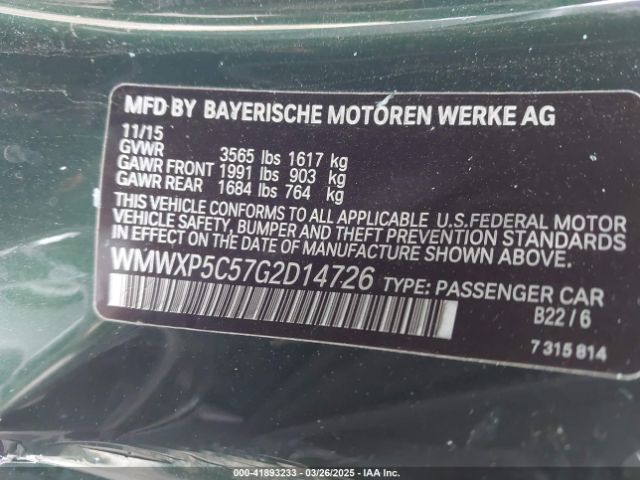 MFD BY BAYERISCHE MOTOREN WERKE AG
11/15
GVWR 3565 lbs 1617 kg
GAWR FRONT 1991 lbs 903 kg
GAWR REAR 1684 lbs 764 kg
THIS VEHICLE CONFORMS TO ALL APPLICABLE U.S.FEDERAL MOTOR
VEHICLE SAFETY, BUMPER AND THEFT PREVENTION STANDARDS
IN EFFECT ON THE DATE OF MANUFACTURE SHOWN ABOVE.
WMWXP5C57G2D14726 TYPE: PASSENGER CAR
B22 / 6
7 315 814
000-41893233 - 03/26/2025 - IAA Inc.